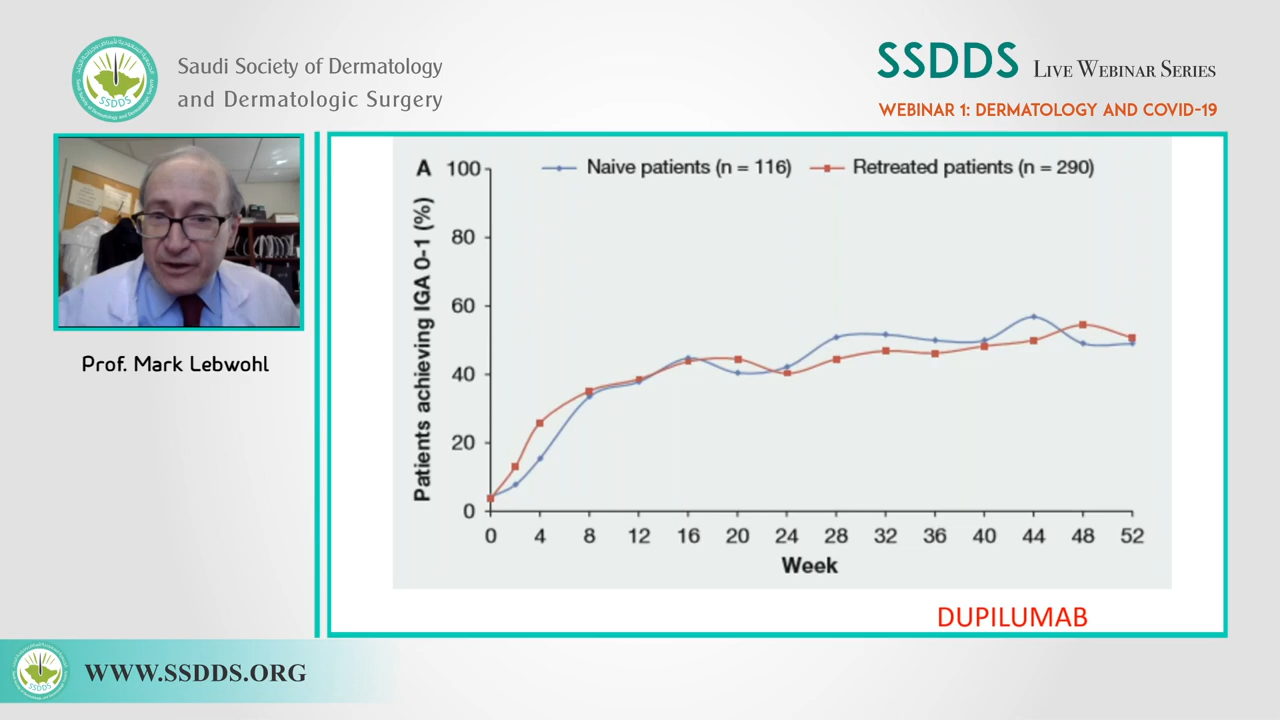 Saudi Society of Dermatology
and Dermatologic Surgery
SSDDS
SSDDS LIVE WEBINAR SERIES
WEBINAR 1: DERMATOLOGY AND COVID-19
Prof. Mark Lebwohl
A
Naive patients (n = 116)
Retreated patients (n = 290)
Patients achieving IGA 0-1 (%)
100
80
60
40
20
0
0 4 8 12 16 20 24 28 32 36 40 44 48 52
Week
DUPILUMAB
SSDDS
WWW.SSDDS.ORG